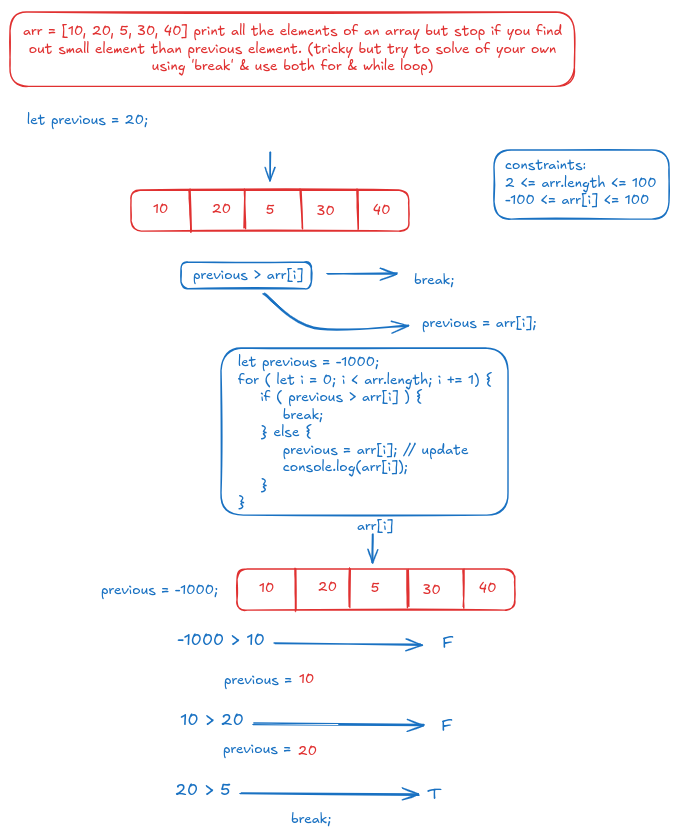 arr = [10, 20, 5, 30, 40] print all the elements of an array but stop if you find
out small element than previous element. (tricky but try to solve of your own
using 'break' & use both for & while loop)
let previous = 20;
constraints:
2 <= arr.length <= 100
-100 <= arr[i] <= 100
10 20 5 30 40
previous > arr[i]
break;
previous = arr[i];
let previous = -1000;
for ( let i = 0; i < arr.length; i += 1) {
if ( previous > arr[i] ) {
break;
} else {
previous = arr[i]; // update
console.log(arr[i]);
}
}
arr[i]
previous = -1000;
10 20 5 30 40
-1000 > 10 F
previous = 10
10 > 20 F
previous = 20
20 > 5 T
break;